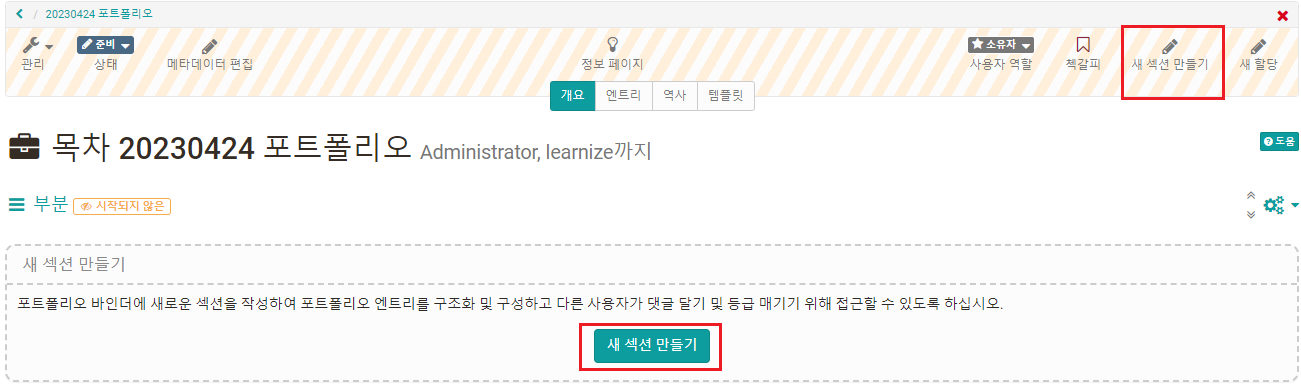 / 20230424 포트폴리오
관리
준비
상태
메타데이터 편집
정보 페이지
소유자
사용자 역할
책갈피
새 섹션 만들기
새 할당
개요 엔트리 역사 템플릿
목차 20230424 포트폴리오 Administrator, learnize까지
도움
부분 시작되지 않은
새 섹션 만들기
포트폴리오 바인더에 새로운 섹션을 작성하여 포트폴리오 엔트리를 구조화 및 구성하고 다른 사용자가 댓글 달기 및 등급 매기기 위해 접근할 수 있도록 하십시오.
새 섹션 만들기